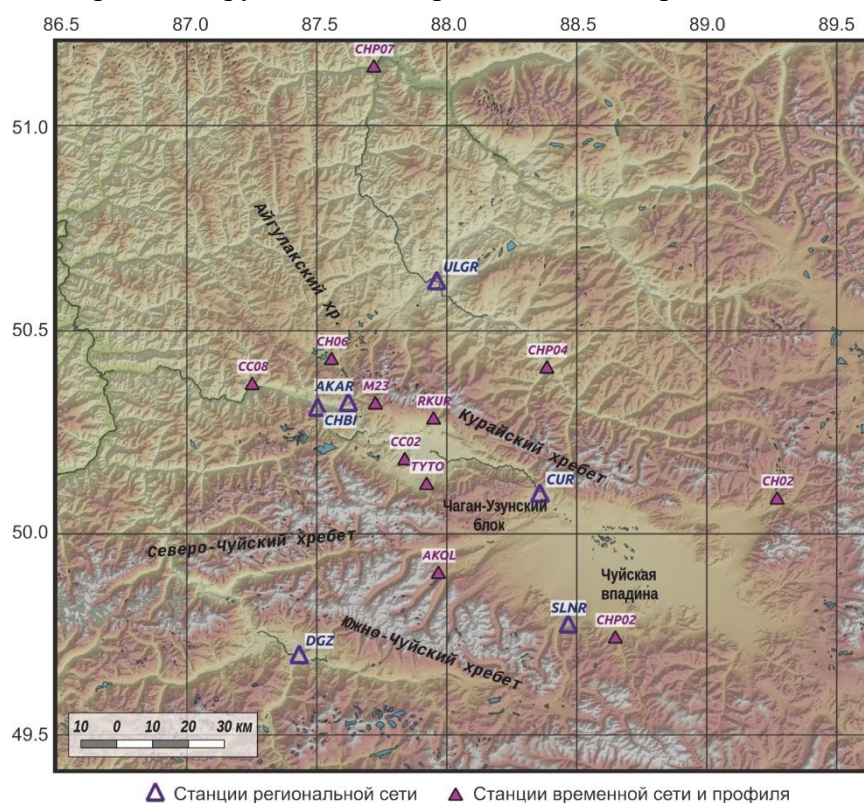 86.5 87.0 87.5 88.0 88.5 89.0 89.5
CHP07
51.0
Айгулакский хр.
ULGR
50.5
CH06
CHP04
CC08
AKAR
M23
RKUR
CHBI
Курайский хребет
CC02
TYTO
CUR
CH02
Чаган-Узунский
блок
50.0
Северо-Чуйский хребет
AKOL
Чуйская
впадина
SLNR
CHP02
DGZ
Южно-Чуйский хребет
49.5
10 0 10 20 30 км
Станции региональной сети Станции временной сети и профиля